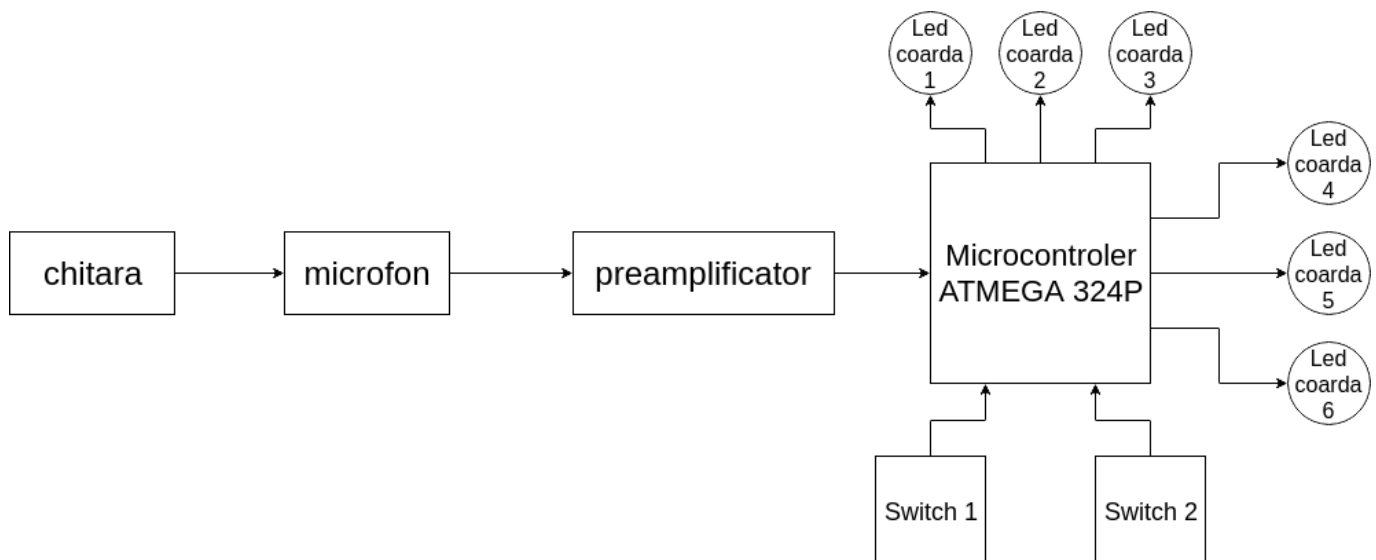 Led
coarda
1
Led
coarda
2
Led
coarda
3
Led
coarda
4
chitara
microfon
preamplificator
Microcontroler
ATMEGA 324P
Led
coarda
5
Led
coarda
6
Switch 1
Switch 2